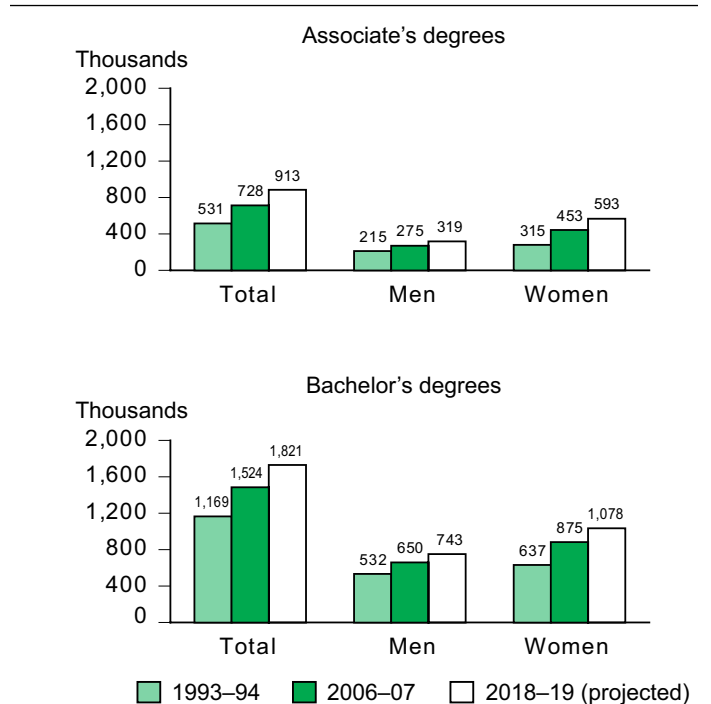 Associate's degrees
Thousands
2,000
1,600
1,200
800
400
0
531 728 913
215 275 319
315 453 593
Total Men Women
Bachelor's degrees
Thousands
2,000
1,600
1,200
800
400
0
1,169 1,524 1,821
532 650 743
637 875 1,078
Total Men Women
1993–94 2006–07 2018–19 (projected)